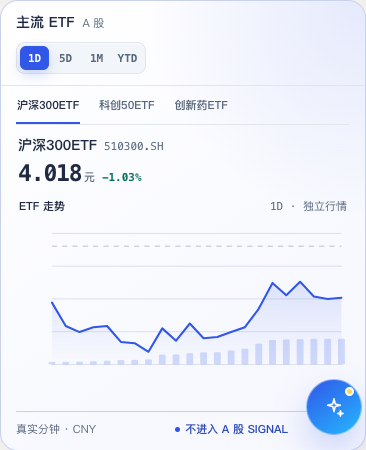 主流 ETF A 股
1D 5D 1M YTD
沪深300ETF 科创50ETF 创新药ETF
沪深300ETF 510300.SH
4.018元 −1.03%
ETF 走势 1D · 独立行情
真实分钟 · CNY 不进入 A 股 SIGNAL